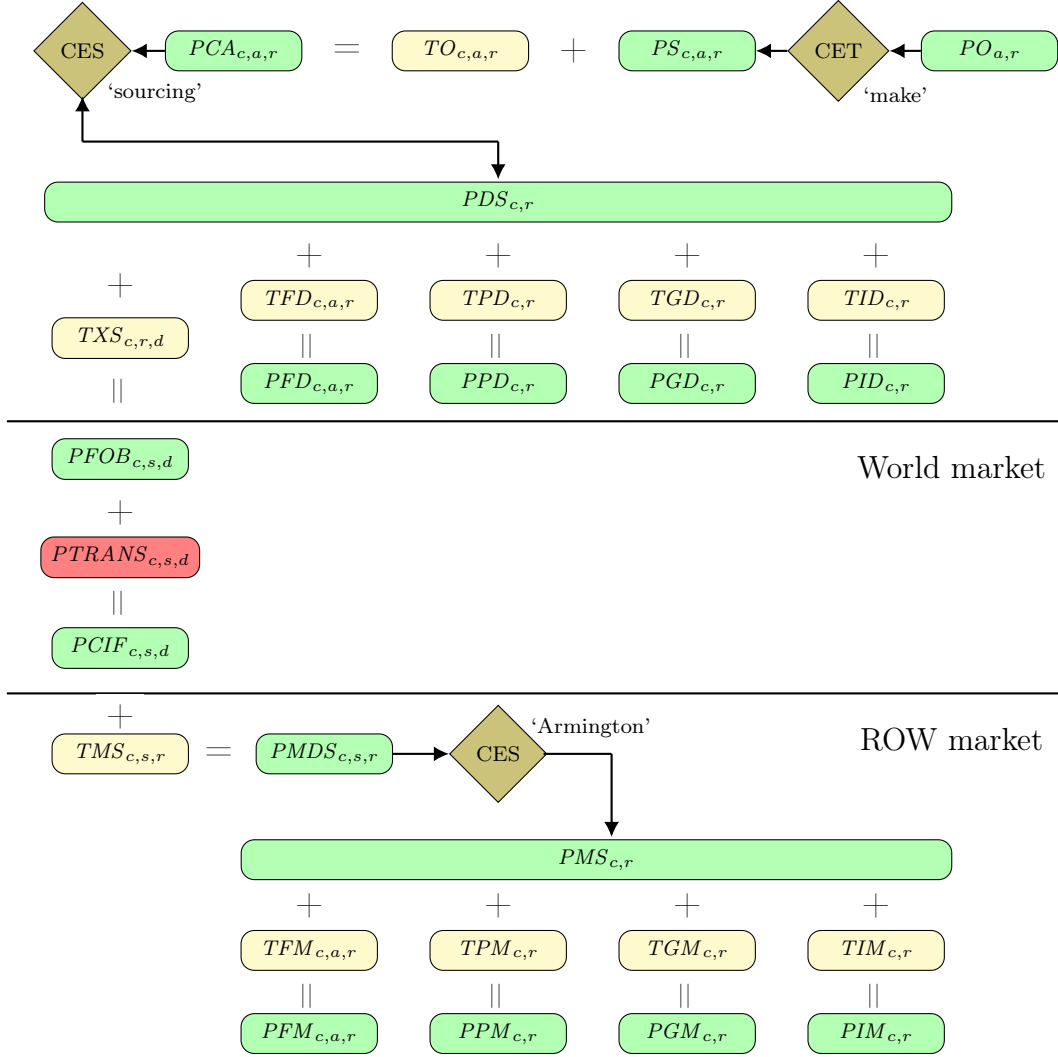 CES PCA_{c,a,r} = TO_{c,a,r} + PS_{c,a,r} CET PO_{a,r}
‘sourcing’ ‘make’
PDS_{c,r}
+ + + + +
TXS_{c,r,d} TFD_{c,a,r} TPD_{c,r} TGD_{c,r} TID_{c,r}
= = = = =
PFD_{c,a,r} PPD_{c,r} PGD_{c,r} PID_{c,r}
PFOB_{c,s,d} World market
+
PTRANS_{c,s,d}
=
PCIF_{c,s,d}
+
TMS_{c,s,r} = PMDS_{c,s,r} CES ‘Armington’ ROW market
PMS_{c,r}
+ + + +
TFM_{c,a,r} TPM_{c,r} TGM_{c,r} TIM_{c,r}
= = = =
PFM_{c,a,r} PPM_{c,r} PGM_{c,r} PIM_{c,r}